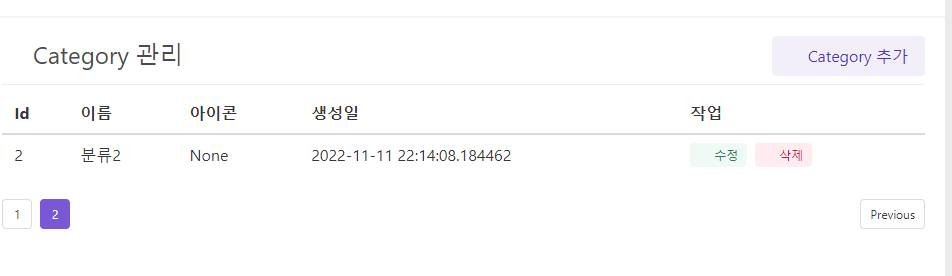 Category 관리 Category 추가
Id 이름 아이콘 생성일 작업
2 분류2 None 2022-11-11 22:14:08.184462 수정 삭제
1 2 Previous